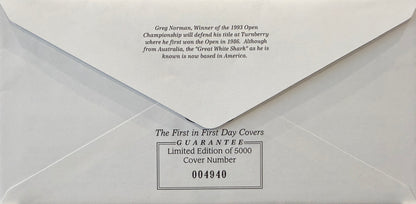 Greg Norman, Winner of the 1993 Open
Championship will defend his title at Turnberry
where he first won the Open in 1986. Although
from Australia, the "Great White Shark" as he is
known is now based in America.
The First in First Day Covers
GUARANTEE
Limited Edition of 5000
Cover Number
004940